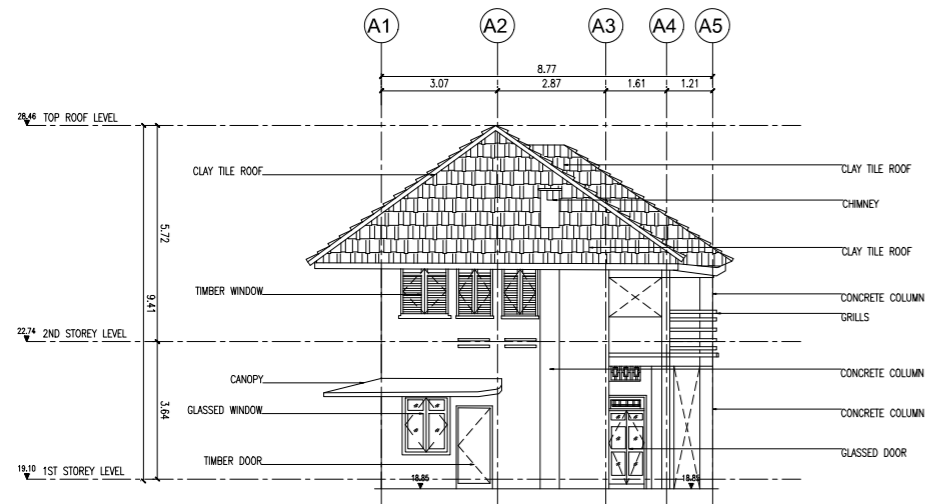 A1 A2 A3 A4 A5
8.77
3.07 2.87 1.61 1.21
28.46 TOP ROOF LEVEL
CLAY TILE ROOF
CLAY TILE ROOF
CHIMNEY
5.72
CLAY TILE ROOF
TIMBER WINDOW
9.41
CONCRETE COLUMN
GRILLS
22.74 2ND STOREY LEVEL
CONCRETE COLUMN
CANOPY
3.64
GLASSED WINDOW
CONCRETE COLUMN
GLASSED DOOR
TIMBER DOOR
19.10 1ST STOREY LEVEL
18.85